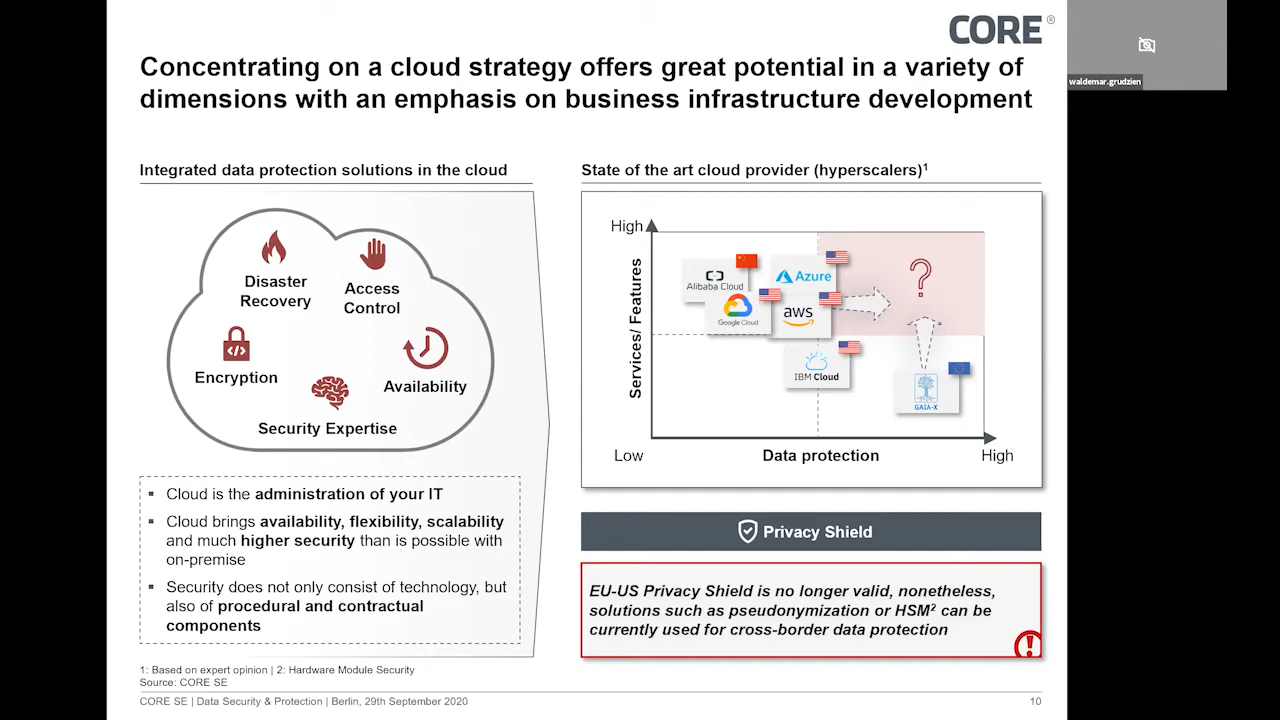 CORE®
waldemar.grudzien
Concentrating on a cloud strategy offers great potential in a variety of
dimensions with an emphasis on business infrastructure development
Integrated data protection solutions in the cloud
Disaster
Recovery
Access
Control
Encryption
Availability
Security Expertise
▪ Cloud is the administration of your IT
▪ Cloud brings availability, flexibility, scalability
and much higher security than is possible with
on-premise
▪ Security does not only consist of technology, but
also of procedural and contractual
components
State of the art cloud provider (hyperscalers)¹
High
Services/ Features
Alibaba Cloud
Azure
Google Cloud
aws
IBM Cloud
GAIA-X
?
Low
Data protection
High
Privacy Shield
EU-US Privacy Shield is no longer valid, nonetheless,
solutions such as pseudonymization or HSM² can be
currently used for cross-border data protection
!
1: Based on expert opinion | 2: Hardware Module Security
Source: CORE SE
CORE SE | Data Security & Protection | Berlin, 29th September 2020
10